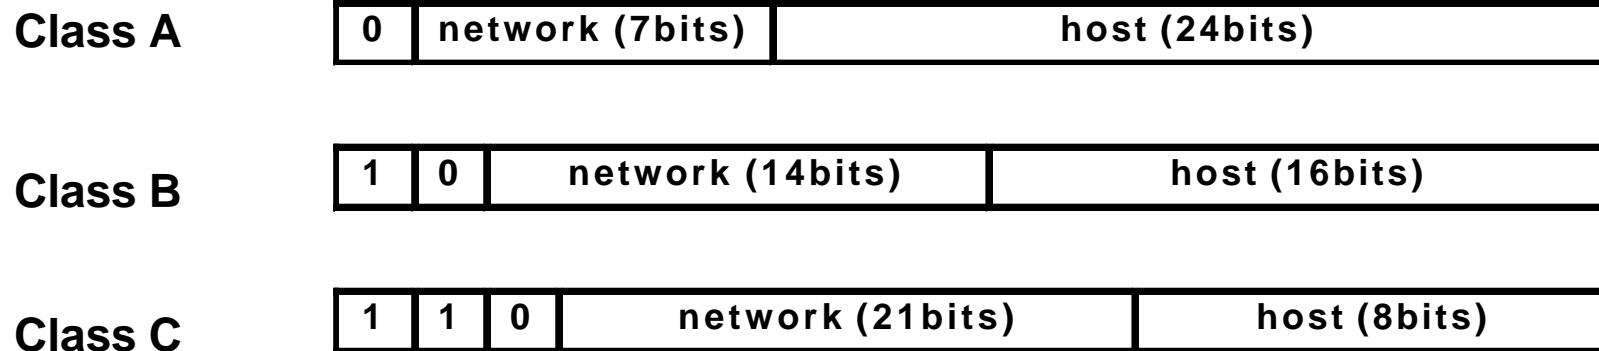 Class A 0 network (7bits) host (24bits)
Class B 1 0 network (14bits) host (16bits)
Class C 1 1 0 network (21bits) host (8bits)